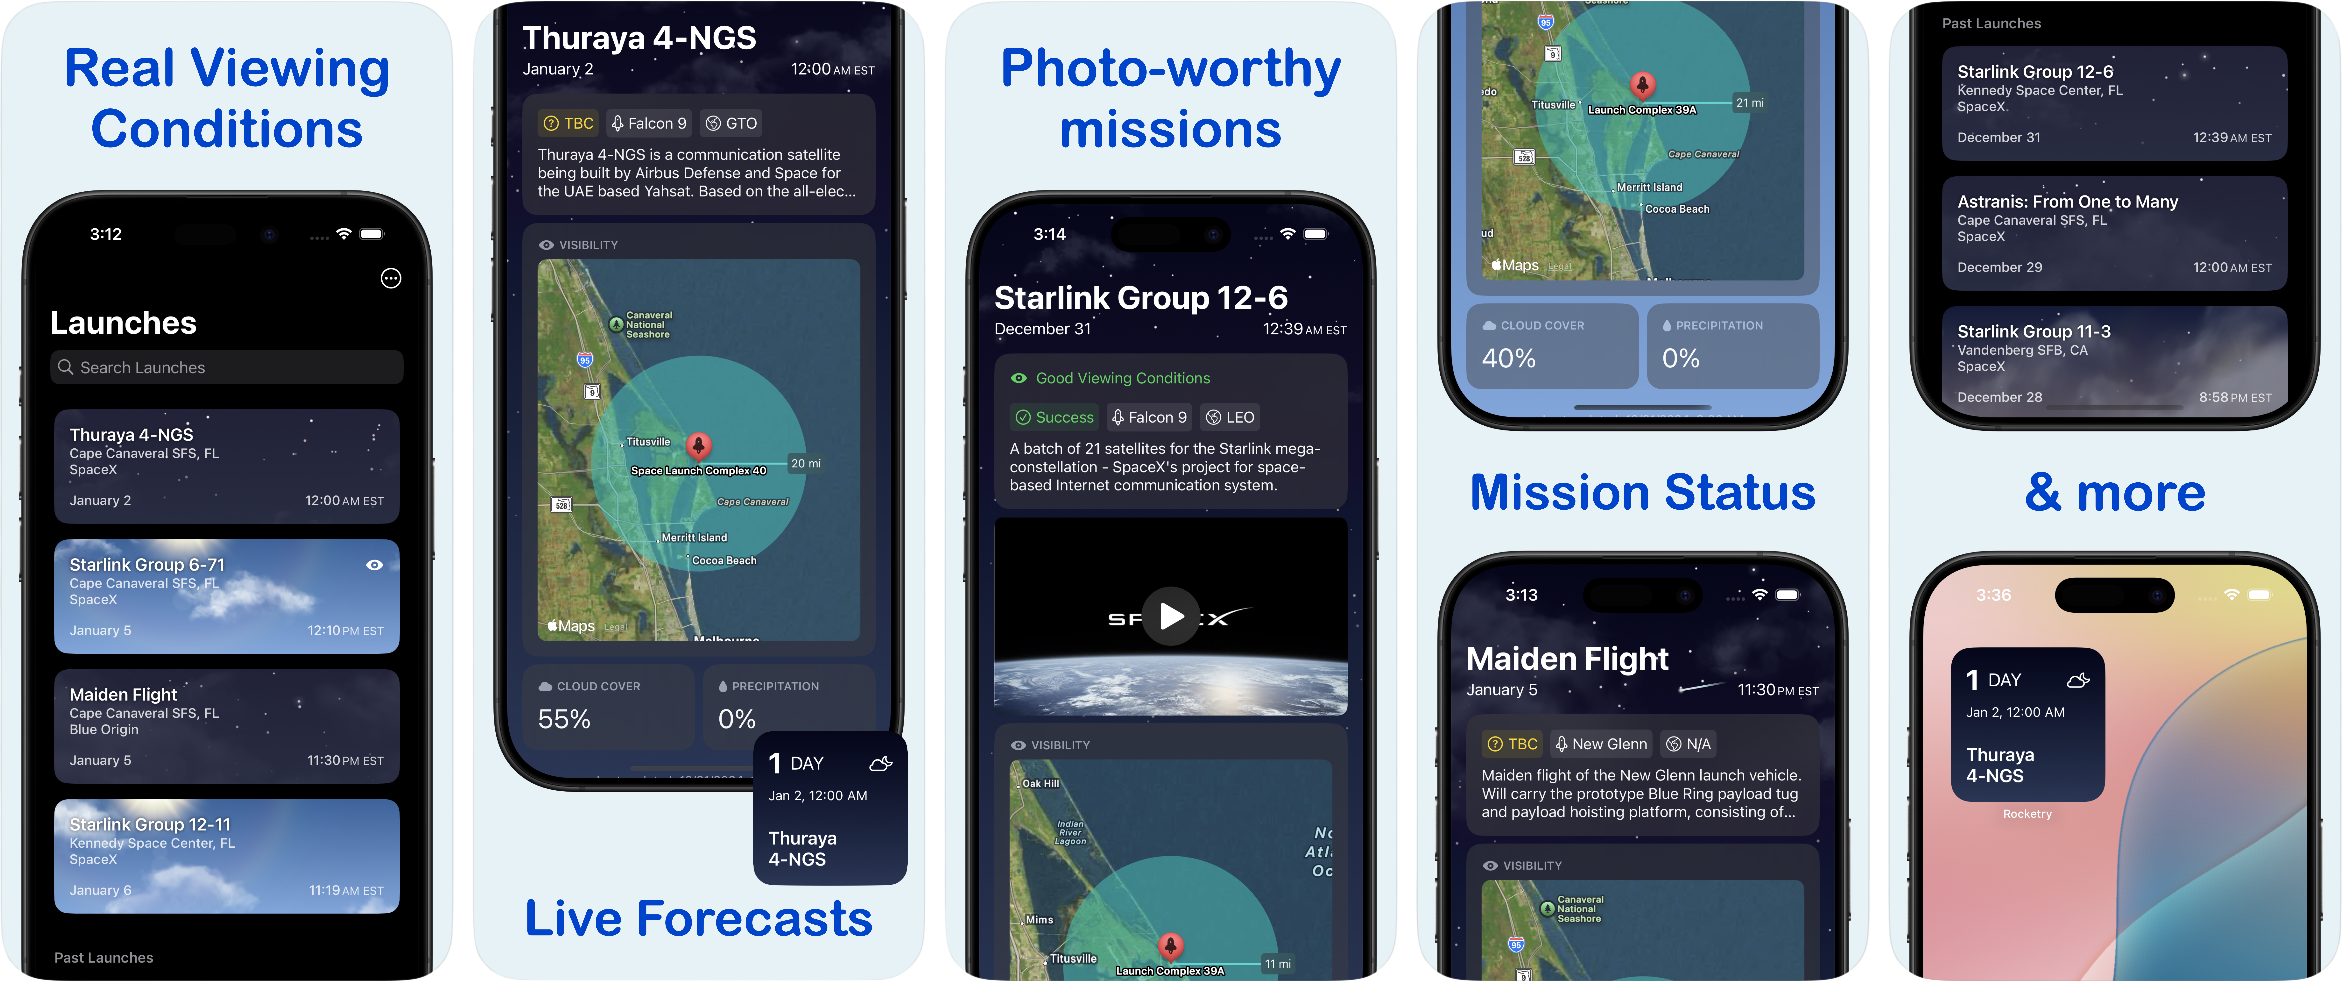 Real Viewing
Conditions
3:12
Launches
Search Launches
Thuraya 4-NGS
Cape Canaveral SFS, FL
SpaceX
January 2
12:00 AM EST
Starlink Group 6-71
Cape Canaveral SFS, FL
SpaceX
January 5
12:10 PM EST
Maiden Flight
Cape Canaveral SFS, FL
Blue Origin
January 5
11:30 PM EST
Starlink Group 12-11
Kennedy Space Center, FL
SpaceX
January 6
11:19 AM EST
Past Launches
Thuraya 4-NGS
January 2
12:00 AM EST
TBC
Falcon 9
GTO
Thuraya 4-NGS is a communication satellite
being built by Airbus Defense and Space for
the UAE based Yahsat. Based on the all-elec...
VISIBILITY
Canaveral
National
Seashore
95
9
Titusville
Space Launch Complex 40
20 mi
Cape Canaveral
528
Merritt Island
Cocoa Beach
Maps
Legal
Melbourne
CLOUD COVER
55%
PRECIPITATION
0%
1 DAY
Jan 2, 12:00 AM
Thuraya
4-NGS
Live Forecasts
Photo-worthy
missions
3:14
Starlink Group 12-6
December 31
12:39 AM EST
Good Viewing Conditions
Success
Falcon 9
LEO
A batch of 21 satellites for the Starlink mega-
constellation - SpaceX's project for space-
based Internet communication system.
VISIBILITY
Oak Hill
Indian
River
Lagoon
Mims
Titusville
Launch Complex 39A
11 mi
Seashore
95
9
Titusville
Launch Complex 39A
21 mi
Cape Canaveral
528
Merritt Island
Cocoa Beach
Maps
Legal
CLOUD COVER
40%
PRECIPITATION
0%
Mission Status
3:13
Maiden Flight
January 5
11:30 PM EST
TBC
New Glenn
N/A
Maiden flight of the New Glenn launch vehicle.
Will carry the prototype Blue Ring payload tug
and payload hoisting platform, consisting of...
VISIBILITY
Canaveral
National
Seashore
95
9
Past Launches
Starlink Group 12-6
Kennedy Space Center, FL
SpaceX
December 31
12:39 AM EST
Astranis: From One to Many
Cape Canaveral SFS, FL
SpaceX
December 29
12:00 AM EST
Starlink Group 11-3
Vandenberg SFB, CA
SpaceX
December 28
8:58 PM EST
& more
3:36
1 DAY
Jan 2, 12:00 AM
Thuraya
4-NGS
Rocketry